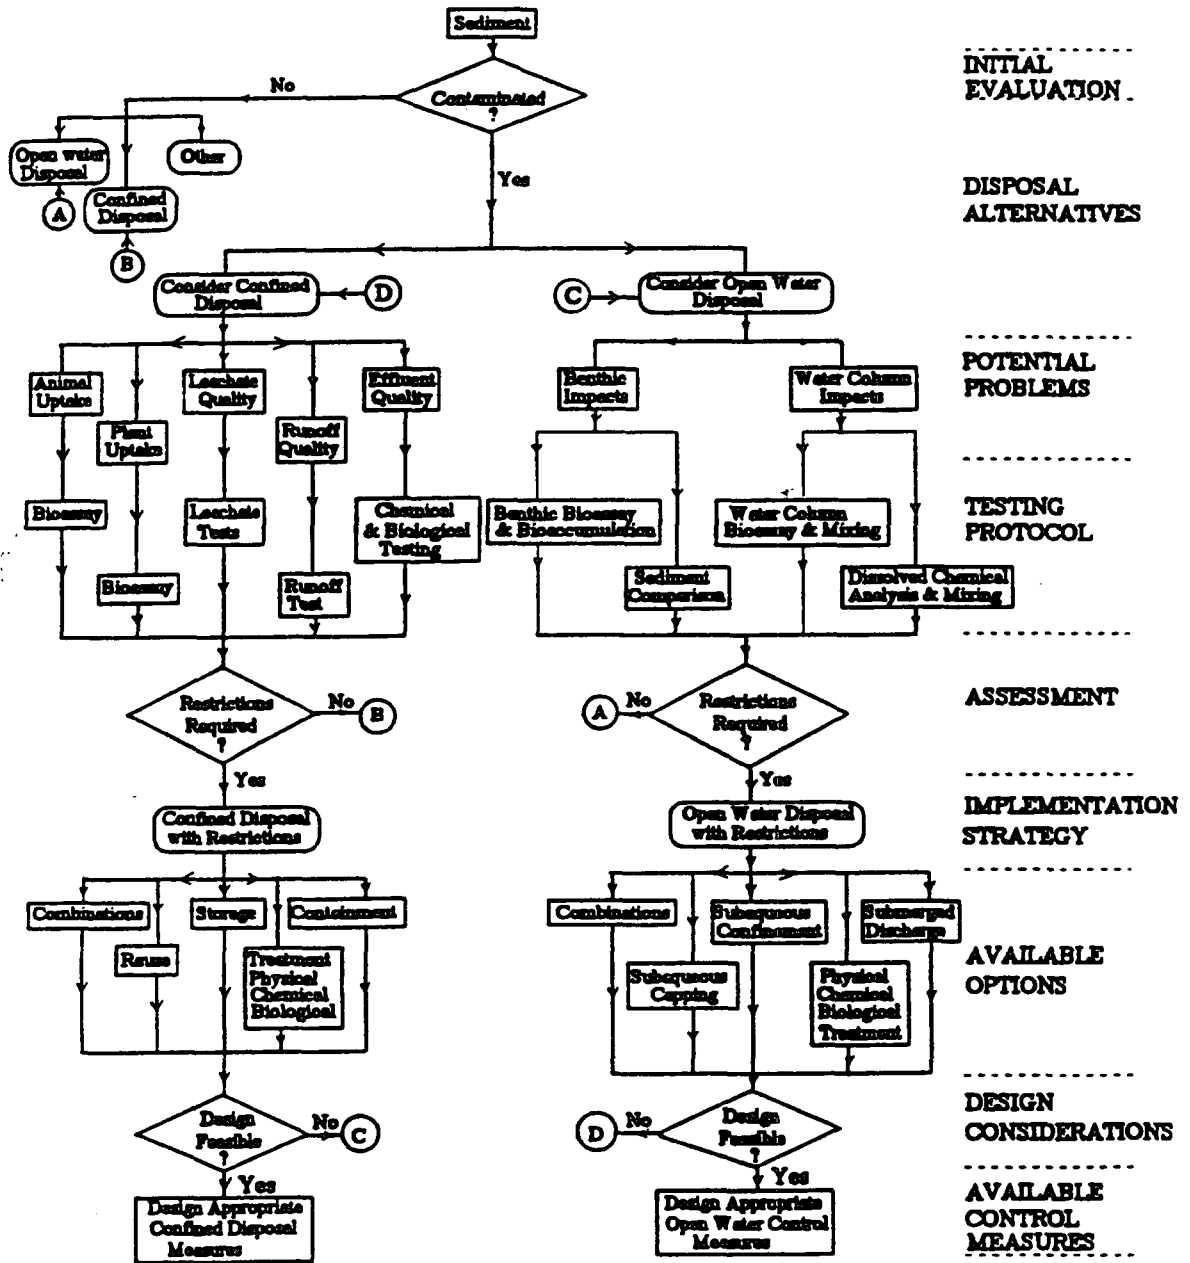 Sediment
INITIAL
EVALUATION
No
Contaminated
?
Open water
Disposal
Other
Yes
A
Confined
Disposal
DISPOSAL
ALTERNATIVES
B
Consider Confined
Disposal
D
C
Consider Open Water
Disposal
POTENTIAL
PROBLEMS
Animal
Uptake
Leachate
Quality
Effluent
Quality
Benthic
Impacts
Water Column
Impacts
Plant
Uptake
Runoff
Quality
TESTING
PROTOCOL
Bioassay
Leachate
Tests
Chemical
& Biological
Testing
Benthic Bioassay
& Bioaccumulation
Water Column
Bioassay & Mixing
Bioassay
Runoff
Test
Sediment
Comparison
Dissolved Chemical
Analysis & Mixing
ASSESSMENT
Restrictions
Required
?
No
B
A
No
Restrictions
Required
?
Yes
Yes
IMPLEMENTATION
STRATEGY
Confined Disposal
with Restrictions
Open Water Disposal
with Restrictions
Combinations
Storage
Containment
Combinations
Subaqueous
Confinement
Submerged
Discharge
AVAILABLE
OPTIONS
Reuse
Treatment
Physical
Chemical
Biological
Subaqueous
Capping
Physical
Chemical
Biological
Treatment
DESIGN
CONSIDERATIONS
Design
Feasible
?
No
C
D
No
Design
Feasible
?
Yes
Yes
AVAILABLE
CONTROL
MEASURES
Design Appropriate
Confined Disposal
Measures
Design Appropriate
Open Water Control
Measures